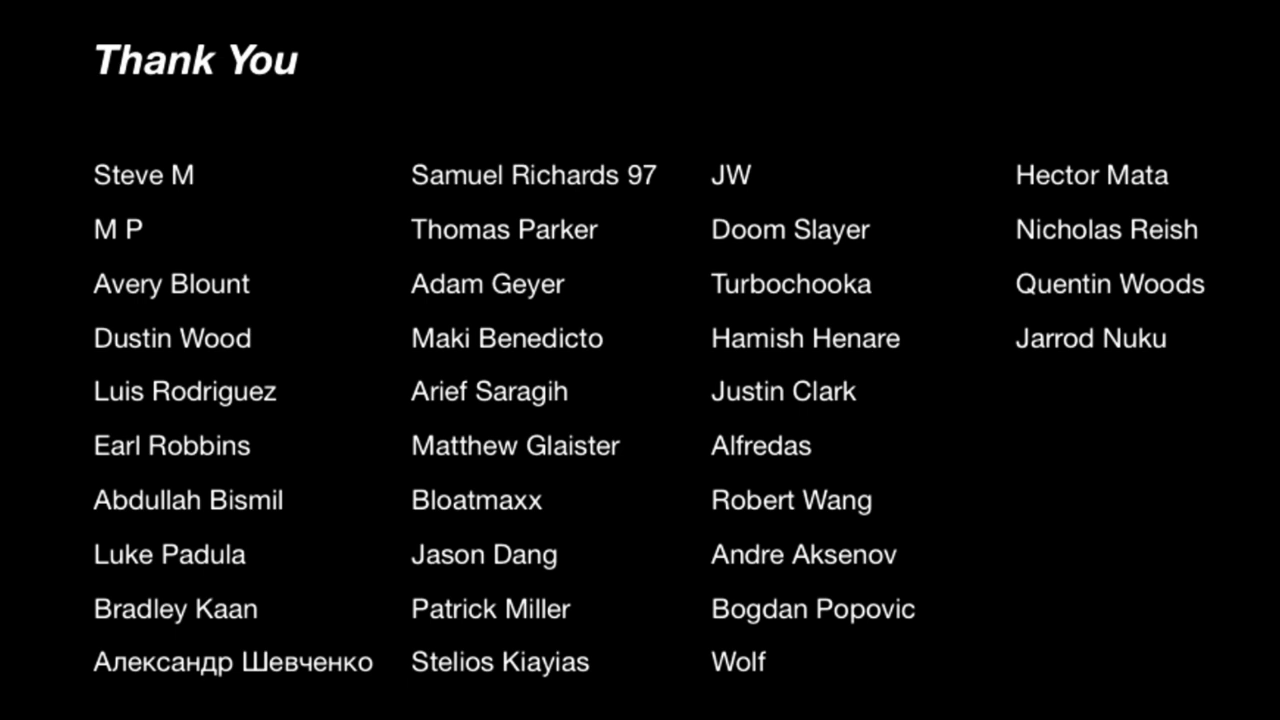 Thank You
Steve M
M P
Avery Blount
Dustin Wood
Luis Rodriguez
Earl Robbins
Abdullah Bismil
Luke Padula
Bradley Kaan
Александр Шевченко
Samuel Richards 97
Thomas Parker
Adam Geyer
Maki Benedicto
Arief Saragih
Matthew Glaister
Bloatmaxx
Jason Dang
Patrick Miller
Stelios Kiayias
JW
Doom Slayer
Turbochooka
Hamish Henare
Justin Clark
Alfredas
Robert Wang
Andre Aksenov
Bogdan Popovic
Wolf
Hector Mata
Nicholas Reish
Quentin Woods
Jarrod Nuku